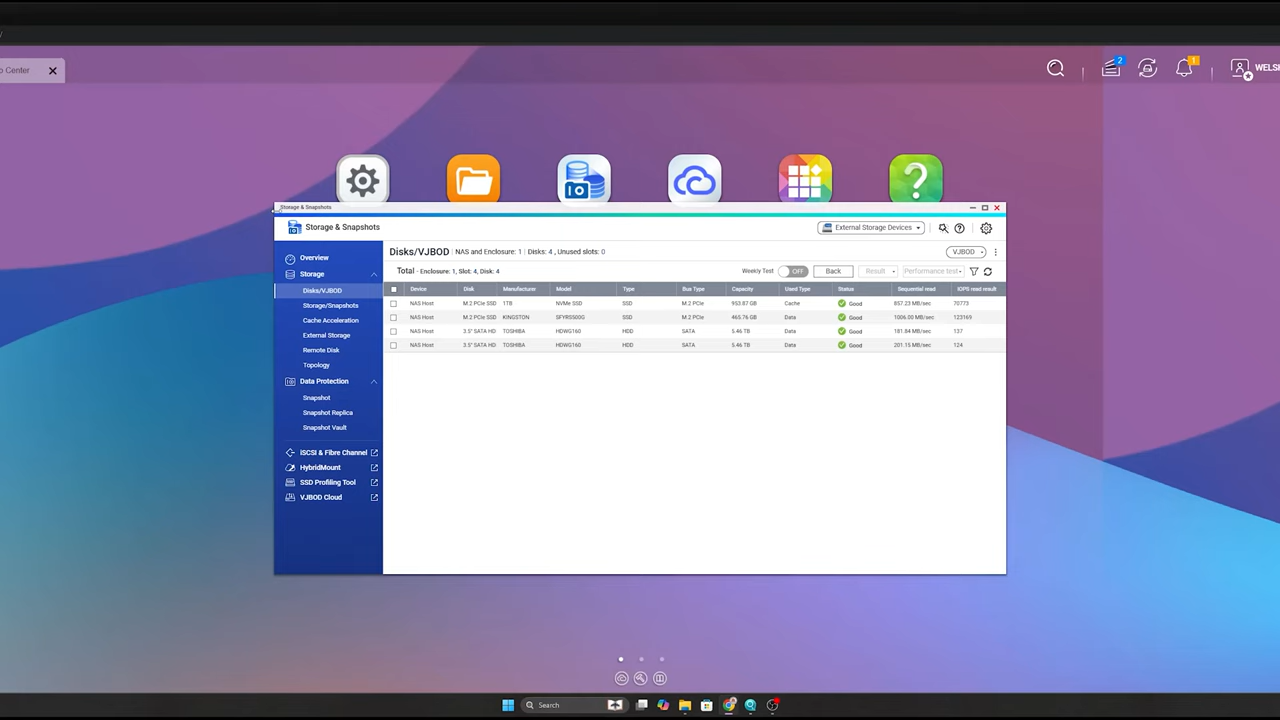 o Center
2
1
WELSH
Storage & Snapshots
Storage & Snapshots
External Storage Devices
Overview
Storage
Disks/VJBOD
Storage/Snapshots
Cache Acceleration
External Storage
Remote Disk
Topology
Data Protection
Snapshot
Snapshot Replica
Snapshot Vault
iSCSI & Fibre Channel
HybridMount
SSD Profiling Tool
VJBOD Cloud
Disks/VJBOD NAS and Enclosure: 1 Disks: 4 , Unused slots: 0 VJBOD
Total - Enclosure: 1, Slot: 4, Disk: 4 Weekly Test OFF Back Result Performance test
Device Disk Manufacture Model Type Bus Type Capacity Used Type Status Sequential read IOPS read result
NAS Host M.2 PCIe SSD 1TB NVMe SSD SSD M.2 PCIe 953.87 GB Cache Good 857.23 MB/sec 70773
NAS Host M.2 PCIe SSD KINGSTON SFYRS500G SSD M.2 PCIe 465.76 GB Data Good 1006.00 MB/sec 123169
NAS Host 3.5" SATA HD TOSHIBA HDWG160 HDD SATA 5.46 TB Data Good 181.84 MB/sec 137
NAS Host 3.5" SATA HD TOSHIBA HDWG160 HDD SATA 5.46 TB Data Good 201.15 MB/sec 124
Search